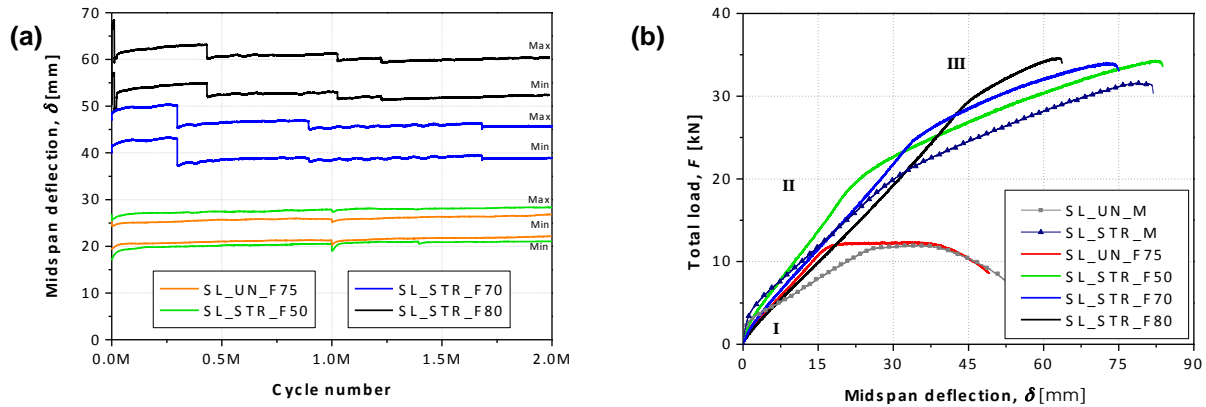 (a)
Midspan deflection, δ [mm]
70
60
50
40
30
20
10
0
Max
Min
Max
Min
Max
Min
Min
SL_UN_F75
SL_STR_F50
SL_STR_F70
SL_STR_F80
0.0M 0.5M 1.0M 1.5M 2.0M
Cycle number
(b)
Total load, F [kN]
40
30
20
10
0
I
II
III
SL_UN_M
SL_STR_M
SL_UN_F75
SL_STR_F50
SL_STR_F70
SL_STR_F80
0 15 30 45 60 75 90
Midspan deflection, δ [mm]